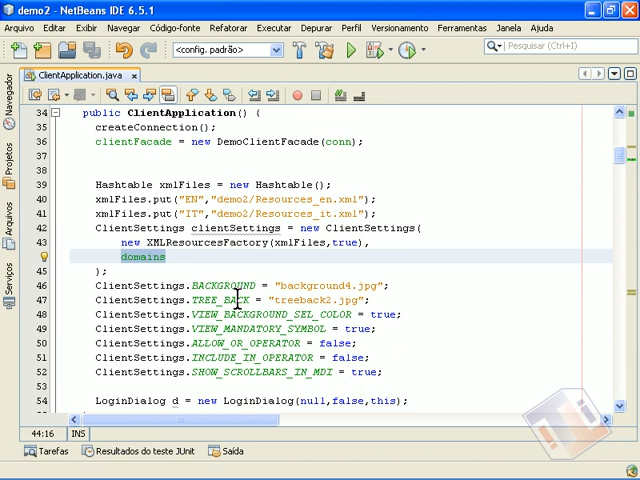 demo2 - NetBeans IDE 6.5.1
Arquivo Editar Exibir Navegar Código-fonte Refatorar Executar Depurar Perfil Versionamento Ferramentas Janela Ajuda
<config. padrão> Pesquisar (Ctrl+I)
ClientApplication.java
Navegador
Projetos
Arquivos
Serviços
34 public ClientApplication() {
35 createConnection();
36 clientFacade = new DemoClientFacade(conn);
37
38
39 Hashtable xmlFiles = new Hashtable();
40 xmlFiles.put("EN","demo2/Resources_en.xml");
41 xmlFiles.put("IT","demo2/Resources_it.xml");
42 ClientSettings clientSettings = new ClientSettings(
43 new XMLResourcesFactory(xmlFiles,true),
domains
45 );
46 ClientSettings.BACKGROUND = "background4.jpg";
47 ClientSettings.TREE_BACK = "treeback2.jpg";
48 ClientSettings.VIEW_BACKGROUND_SEL_COLOR = true;
49 ClientSettings.VIEW_MANDATORY_SYMBOL = true;
50 ClientSettings.ALLOW_OR_OPERATOR = false;
51 ClientSettings.INCLUDE_IN_OPERATOR = false;
52 ClientSettings.SHOW_SCROLLBARS_IN_MDI = true;
53
54 LoginDialog d = new LoginDialog(null,false,this);
44:16 INS
Tarefas Resultados do teste JUnit Saída